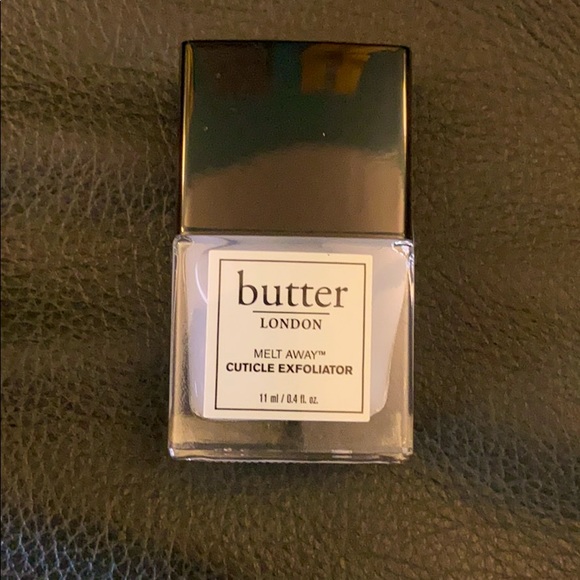 butter
LONDON
MELT AWAY™
CUTICLE EXFOLIATOR
11 ml / 0.4 fl. oz.